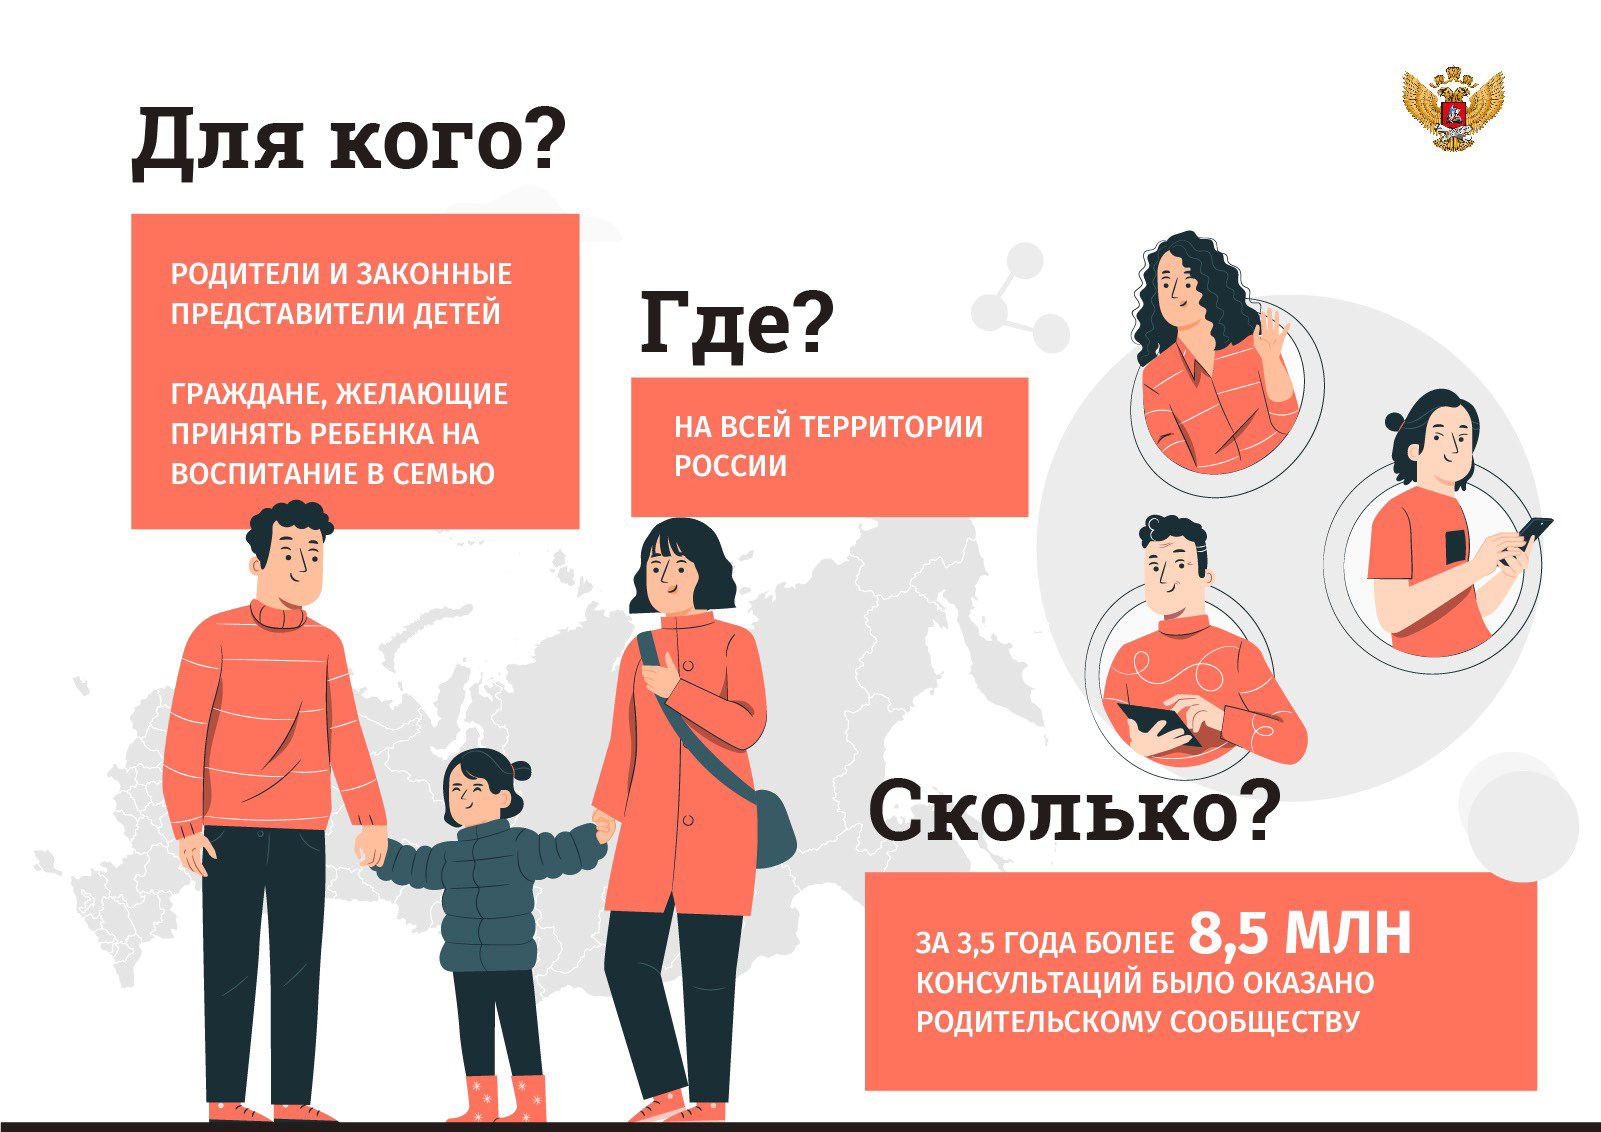 Для кого?
РОДИТЕЛИ И ЗАКОННЫЕ
ПРЕДСТАВИТЕЛИ ДЕТЕЙ
ГРАЖДАНЕ, ЖЕЛАЮЩИЕ
ПРИНЯТЬ РЕБЕНКА НА
ВОСПИТАНИЕ В СЕМЬЮ
Где?
НА ВСЕЙ ТЕРРИТОРИИ
РОССИИ
Сколько?
ЗА 3,5 ГОДА БОЛЕЕ 8,5 МЛН
КОНСУЛЬТАЦИЙ БЫЛО ОКАЗАНО
РОДИТЕЛЬСКОМУ СООБЩЕСТВУ